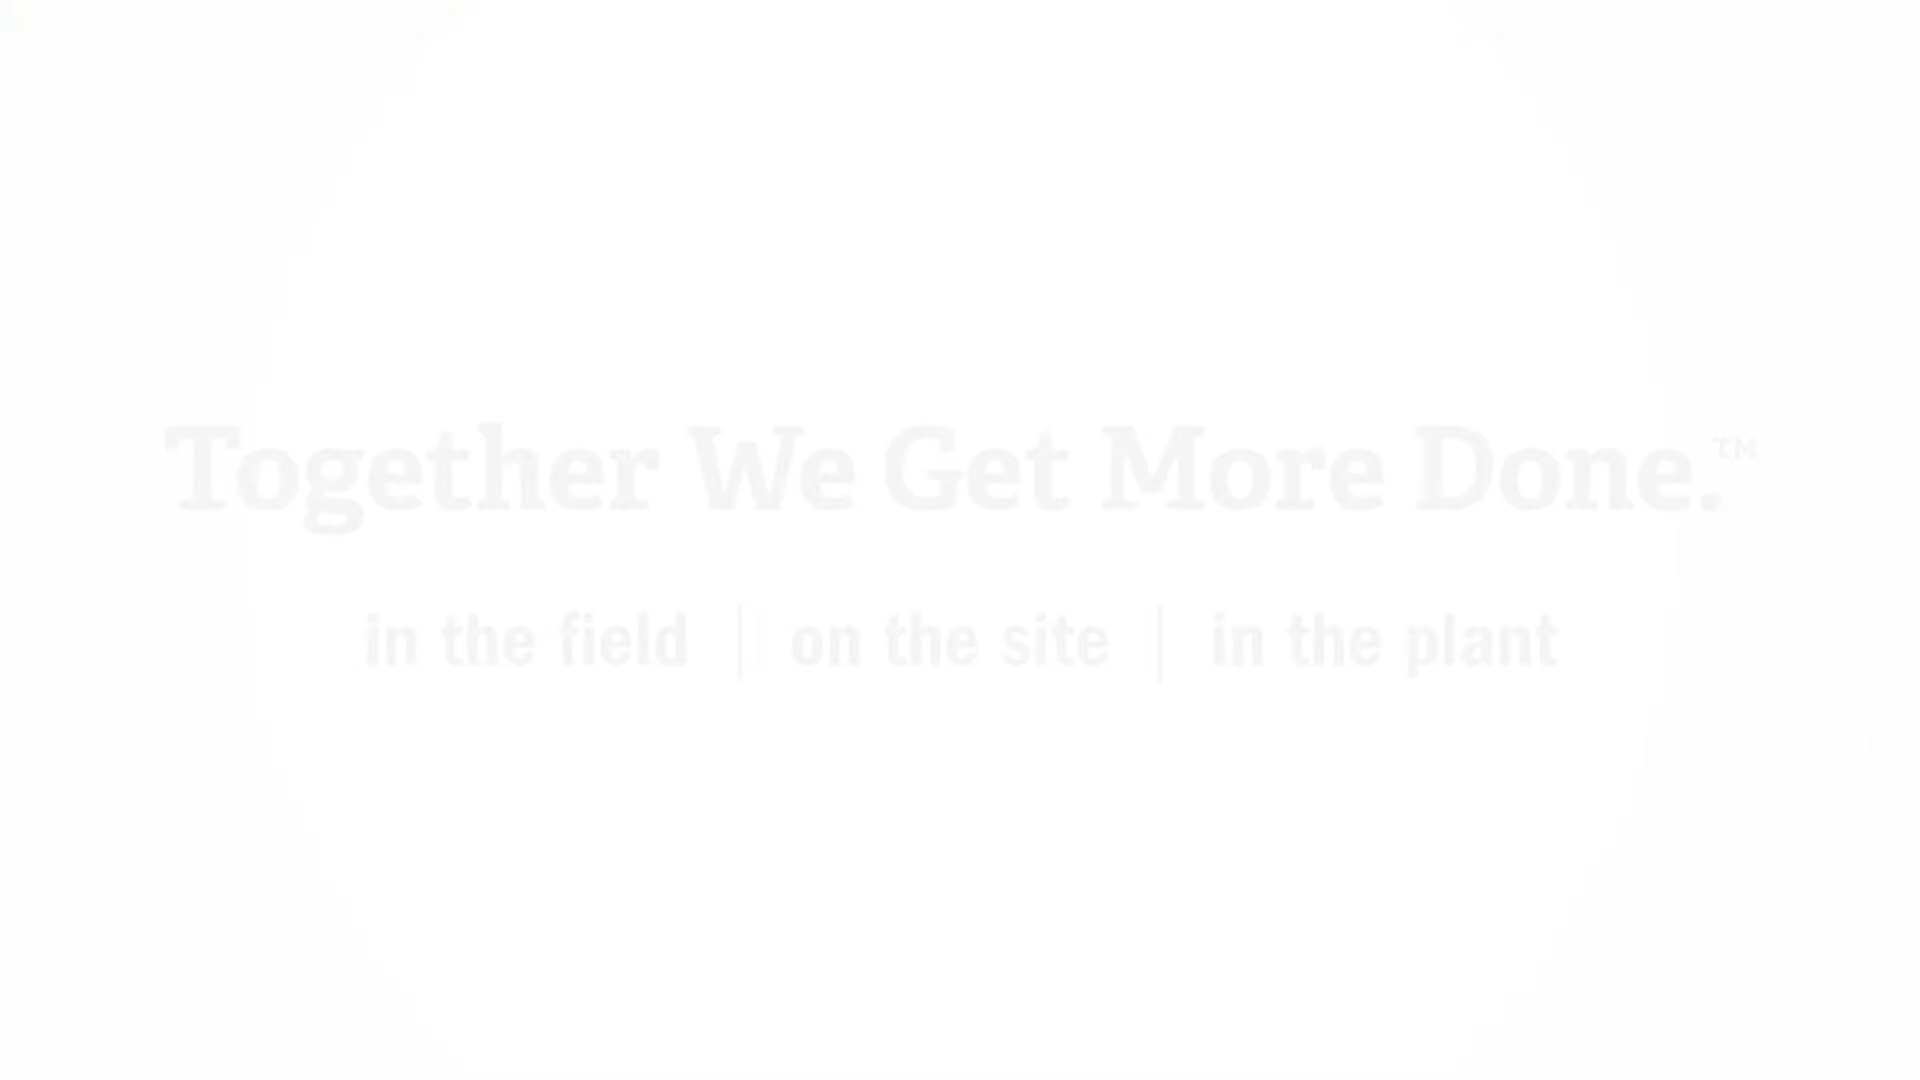 Together We Get More Done.™
in the field | on the site | in the plant